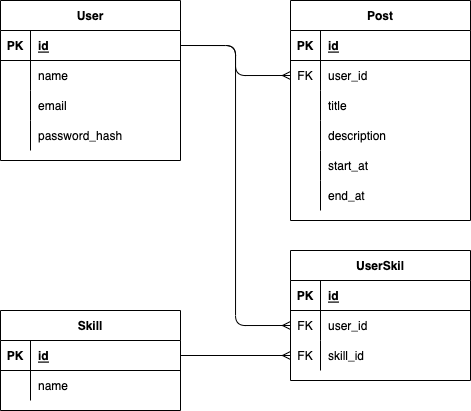 User
PK id
name
email
password_hash
Post
PK id
FK user_id
title
description
start_at
end_at
UserSkil
PK id
FK user_id
FK skill_id
Skill
PK id
name